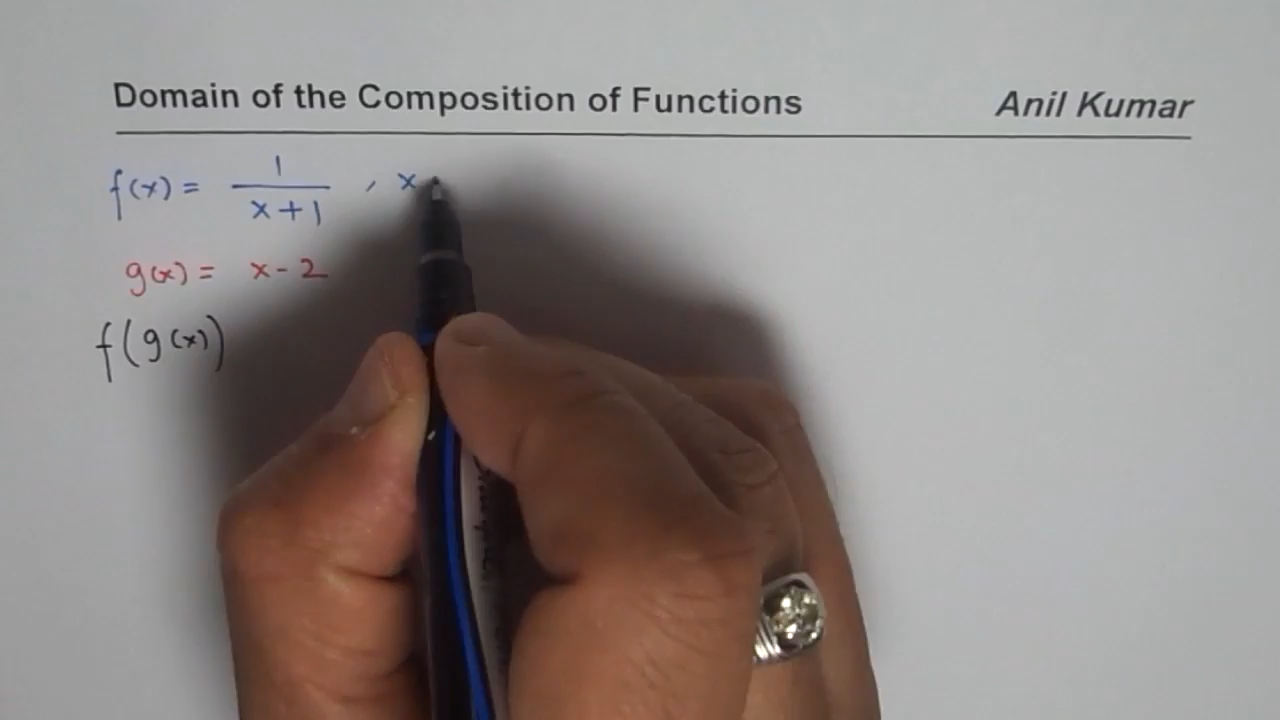 Domain of the Composition of Functions Anil Kumar
f(x) = 1/(x+1) , x
g(x) = x - 2
f(g(x))